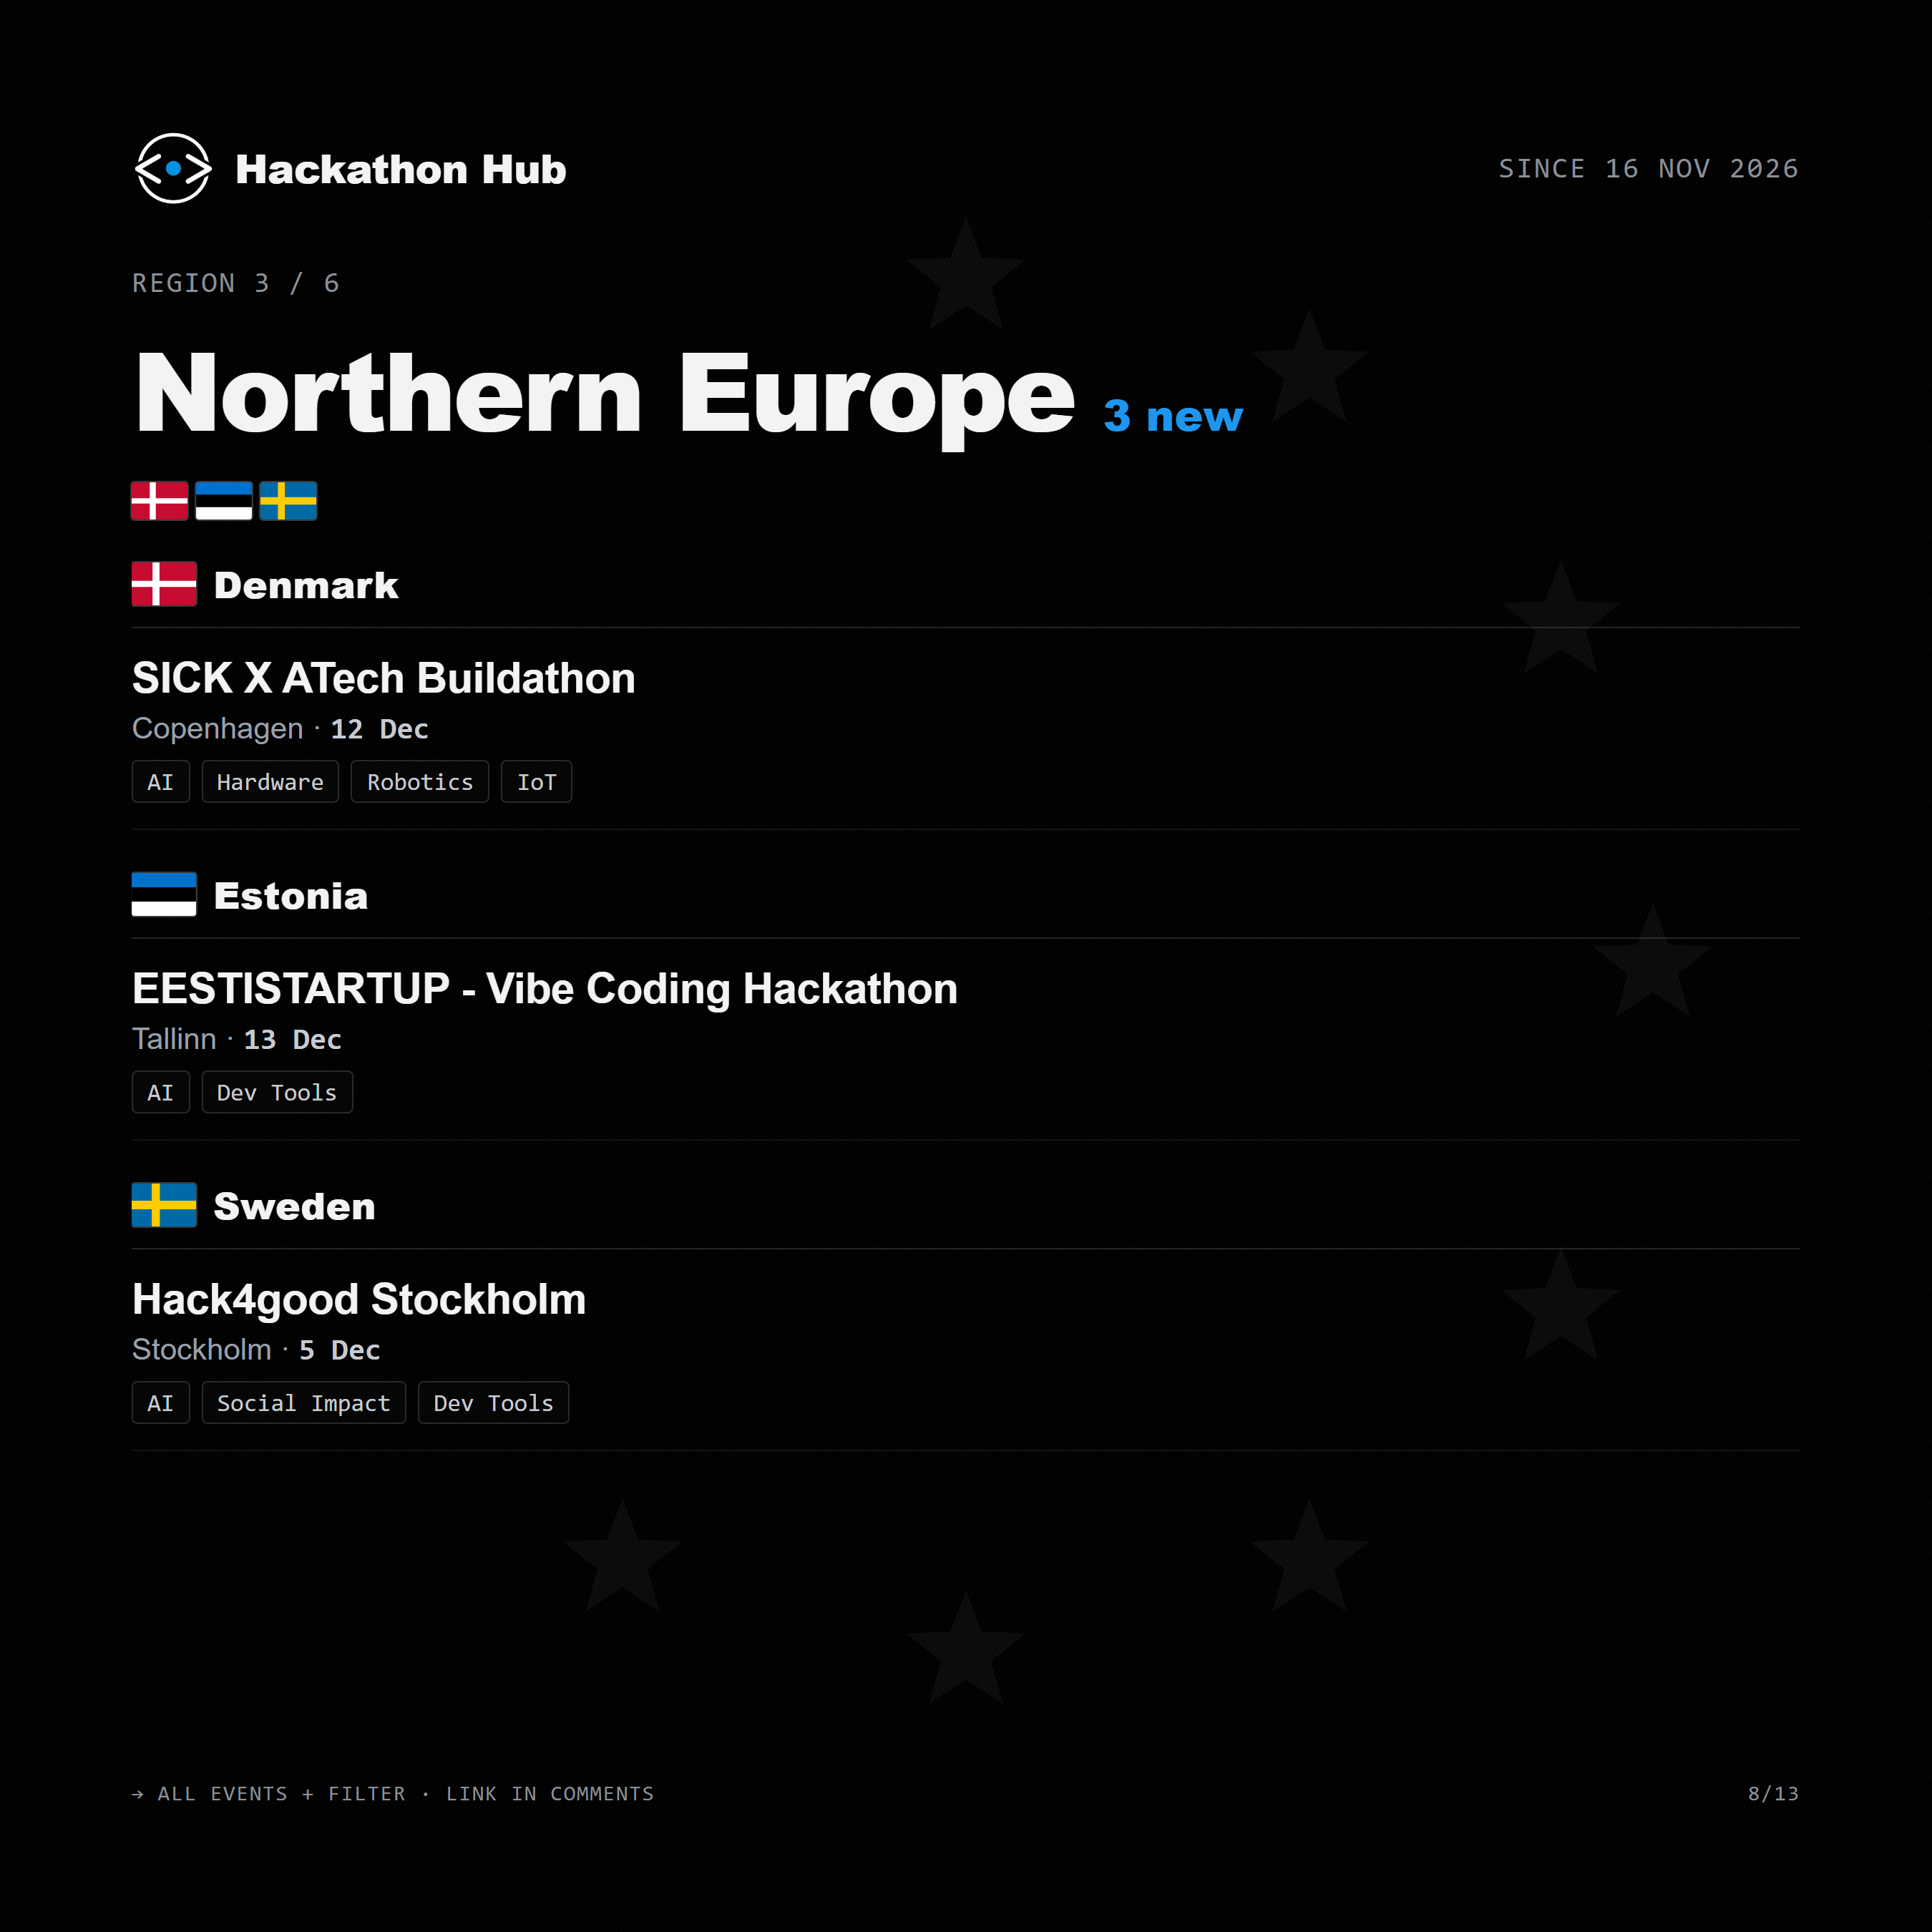 Hackathon Hub
SINCE 16 NOV 2026
REGION 3 / 6
Northern Europe 3 new
Denmark
SICK X ATech Buildathon
Copenhagen · 12 Dec
AI Hardware Robotics IoT
Estonia
EESTISTARTUP - Vibe Coding Hackathon
Tallinn · 13 Dec
AI Dev Tools
Sweden
Hack4good Stockholm
Stockholm · 5 Dec
AI Social Impact Dev Tools
→ ALL EVENTS + FILTER · LINK IN COMMENTS
8/13